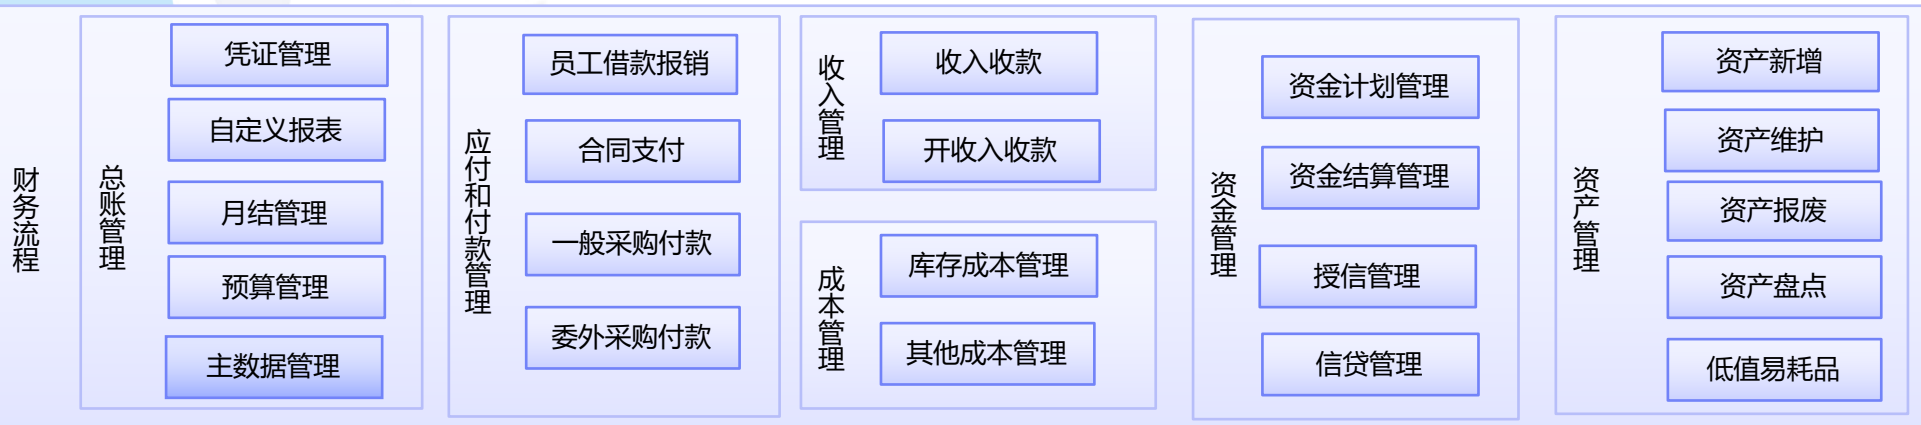 财务流程
总账管理
凭证管理
自定义报表
月结管理
预算管理
主数据管理
应付和付款管理
员工借款报销
合同支付
一般采购付款
委外采购付款
收入管理
收入收款
开收入收款
成本管理
库存成本管理
其他成本管理
资金管理
资金计划管理
资金结算管理
授信管理
信贷管理
资产管理
资产新增
资产维护
资产报废
资产盘点
低值易耗品